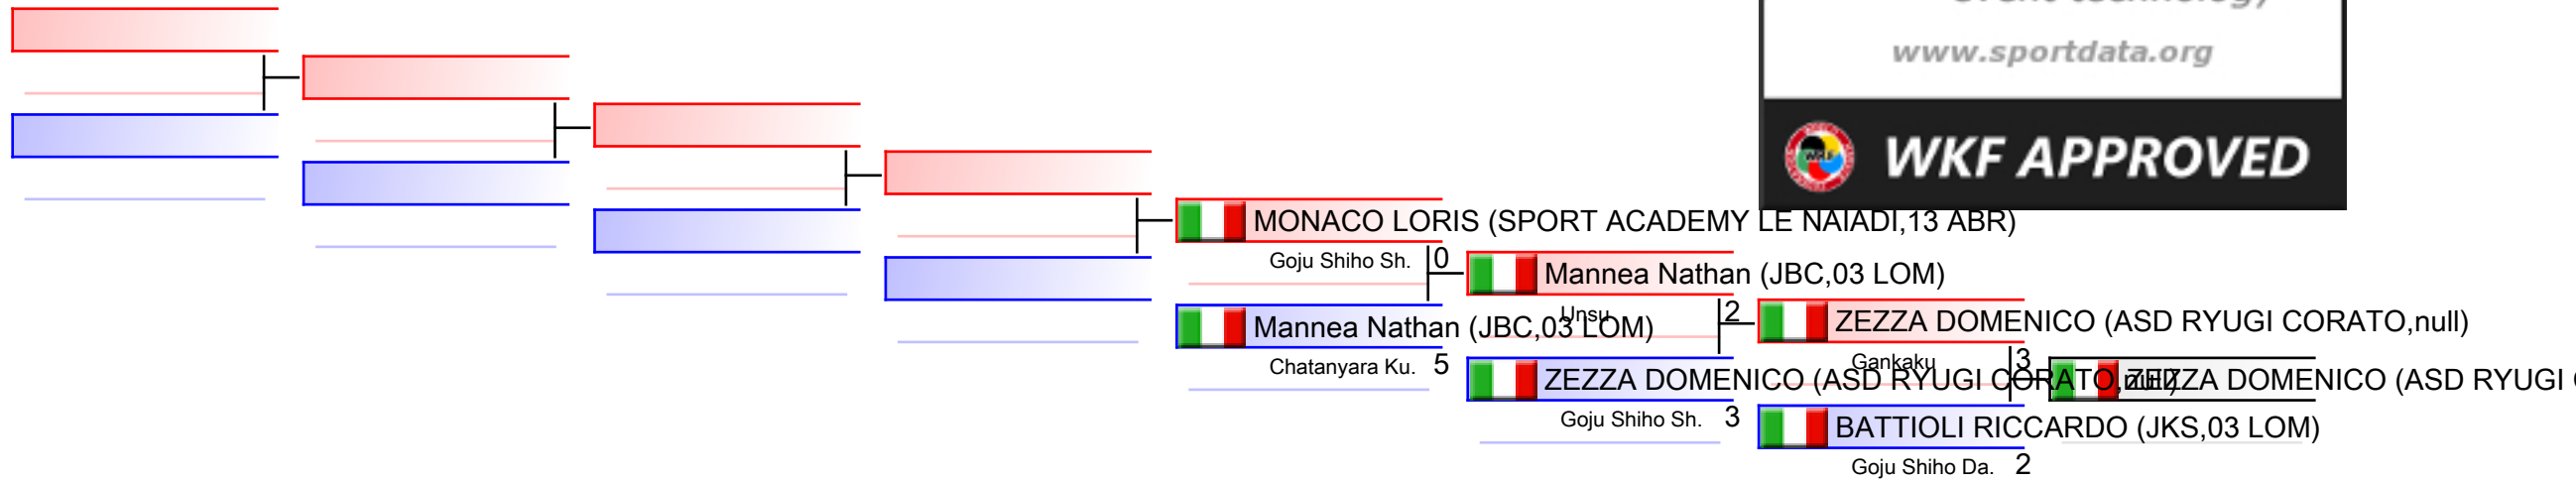 www.sportdata.org
WKF APPROVED
MONACO LORIS (SPORT ACADEMY LE NAIADI,13 ABR)
Goju Shiho Sh. 0
Mannea Nathan (JBC,03 LOM)
Unsu 2
Mannea Nathan (JBC,03 LOM)
Chatanyara Ku. 5
ZEZZA DOMENICO (ASD RYUGI CORATO,null)
Gankaku 3
ZEZZA DOMENICO (ASD RYUGI CORATO,null)
Goju Shiho Sh. 3
ZEZZA DOMENICO (ASD RYUGI
BATTIOLI RICCARDO (JKS,03 LOM)
Goju Shiho Da. 2